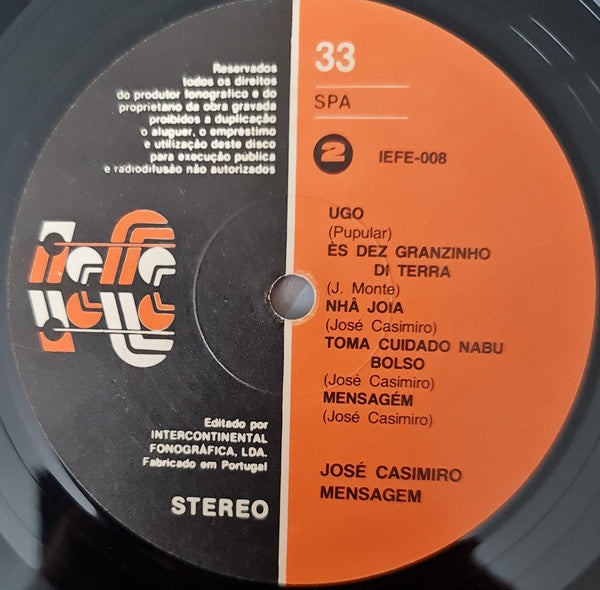 Reservados
todos os direitos
do produtor fonográfico e do
proprietário da obra gravada
proibidos a duplicação
o aluguer, o empréstimo
e utilização deste disco
para execução pública
e radiodifusão não autorizados
Editado por
INTERCONTINENTAL
FONOGRÁFICA, LDA.
Fabricado em Portugal
STEREO
33
SPA
2 IEFE-008
UGO
(Pupular)
ÈS DEZ GRANZINHO
DI TERRA
(J. Monte)
NHÂ JOIA
(José Casimiro)
TOMA CUIDADO NABU
BOLSO
(José Casimiro)
MENSAGÉM
(José Casimiro)
JOSÉ CASIMIRO
MENSAGEM